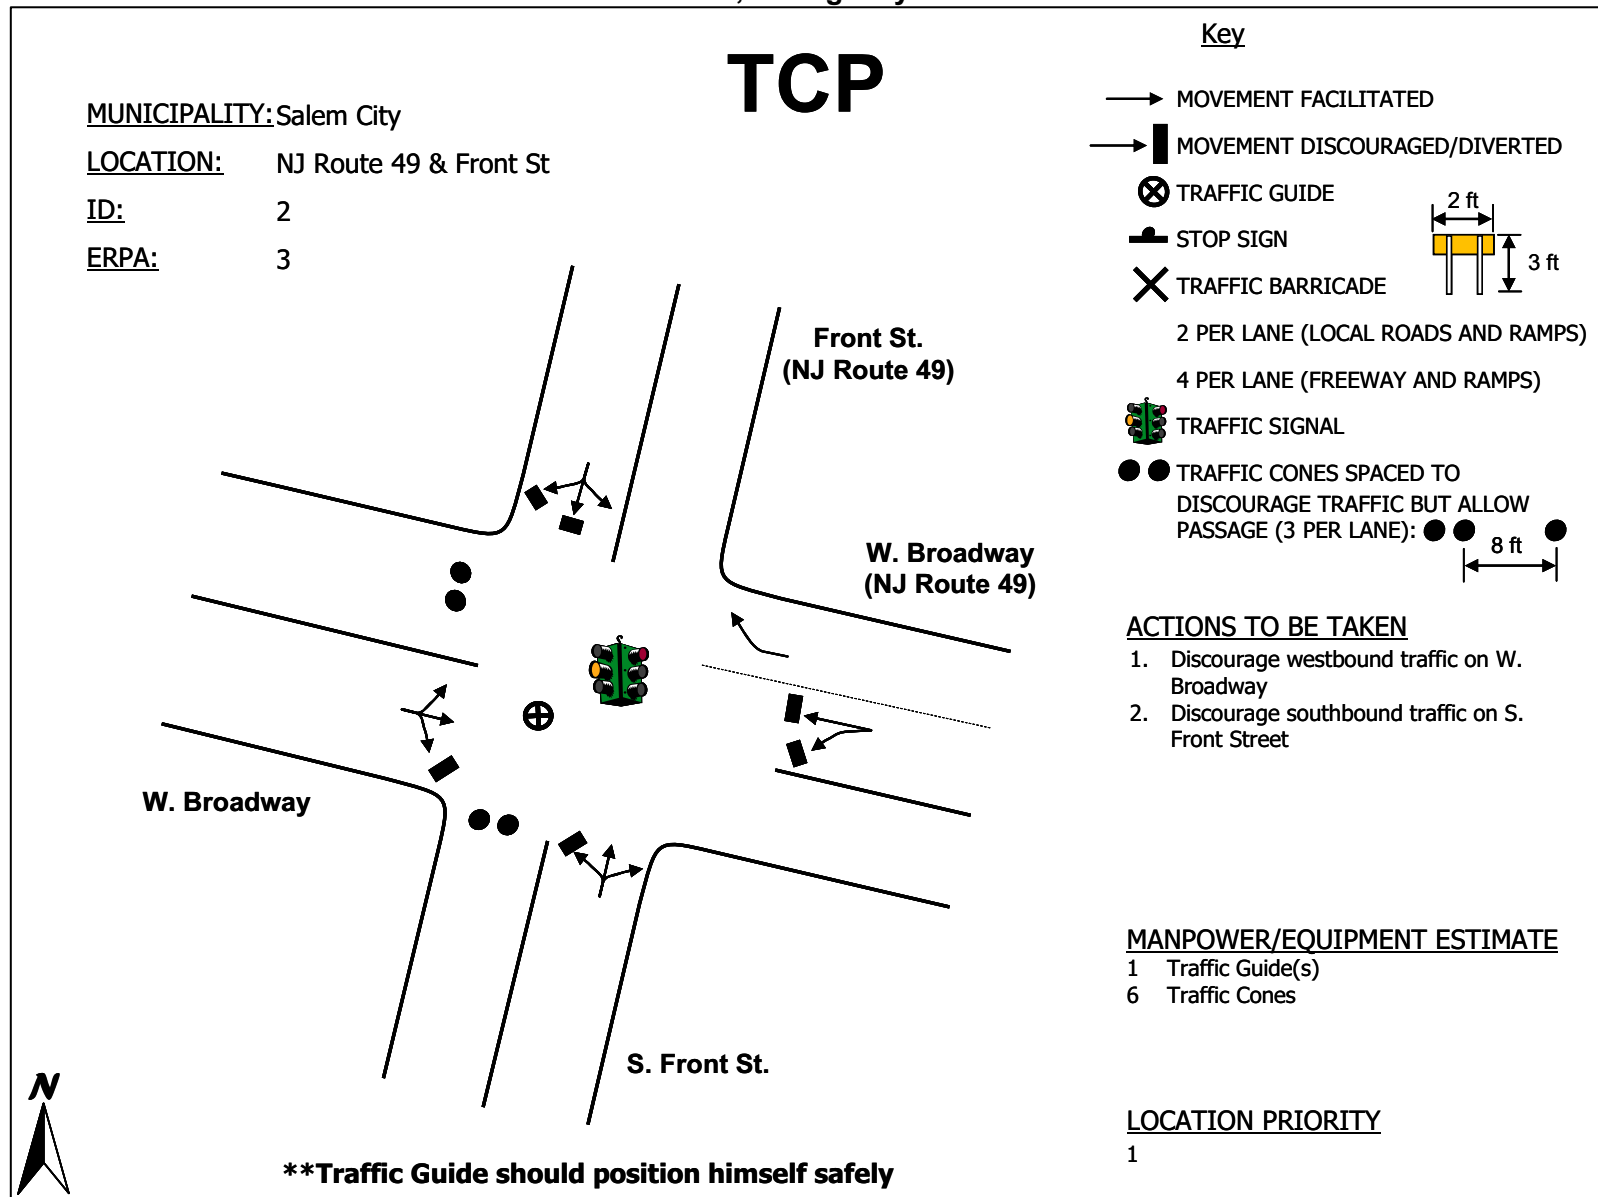 TCP
MUNICIPALITY: Salem City
LOCATION: NJ Route 49 & Front St
ID: 2
ERPA: 3
Key
MOVEMENT FACILITATED
MOVEMENT DISCOURAGED/DIVERTED
TRAFFIC GUIDE
STOP SIGN
TRAFFIC BARRICADE
2 ft
3 ft
2 PER LANE (LOCAL ROADS AND RAMPS)
4 PER LANE (FREEWAY AND RAMPS)
TRAFFIC SIGNAL
TRAFFIC CONES SPACED TO
DISCOURAGE TRAFFIC BUT ALLOW
PASSAGE (3 PER LANE):
8 ft
Front St.
(NJ Route 49)
W. Broadway
(NJ Route 49)
W. Broadway
S. Front St.
ACTIONS TO BE TAKEN
1. Discourage westbound traffic on W.
Broadway
2. Discourage southbound traffic on S.
Front Street
MANPOWER/EQUIPMENT ESTIMATE
1 Traffic Guide(s)
6 Traffic Cones
LOCATION PRIORITY
1
N
**Traffic Guide should position himself safely